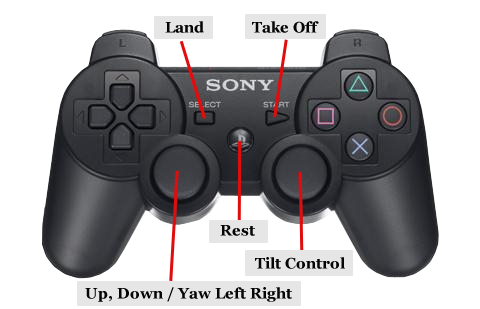 Land
Take Off
L
R
SONY
SELECT
START
Rest
Tilt Control
Up, Down / Yaw Left Right